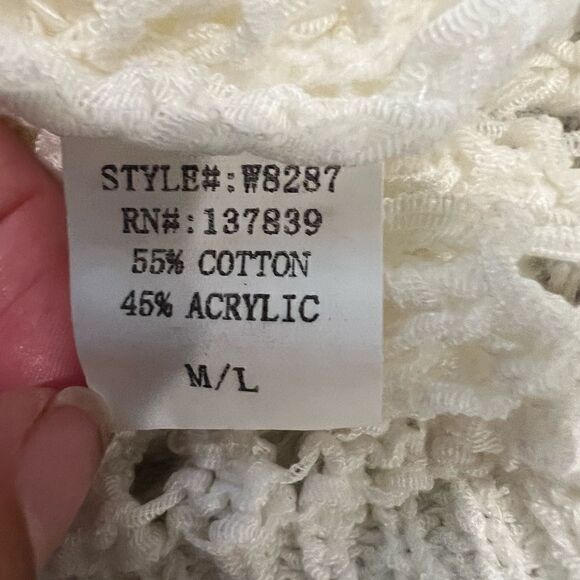 STYLE#:W8287
RN#:137839
55% COTTON
45% ACRYLIC
M/L